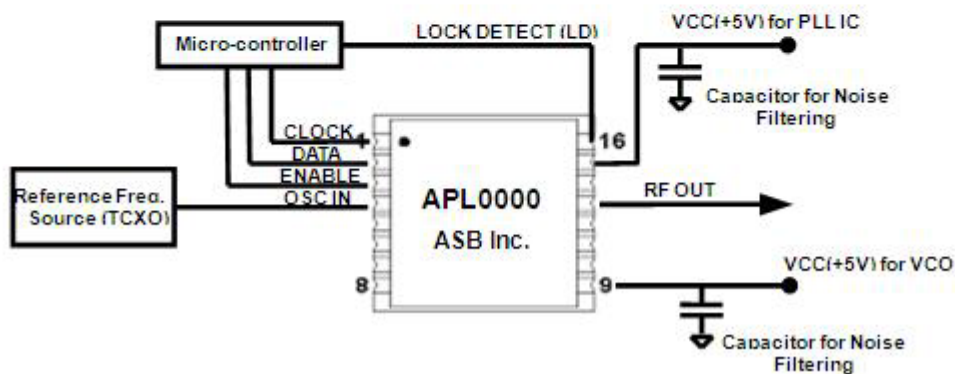 Micro-controller
LOCK DETECT (LD)
VCC(+5V) for PLL IC
Capacitor for Noise
Filtering
CLOCK
1
16
DATA
ENABLE
OSC IN
Reference Freq.
Source (TCXO)
APL0000
ASB Inc.
RF OUT
8
9
VCC(+5V) for VCO
Capacitor for Noise
Filtering